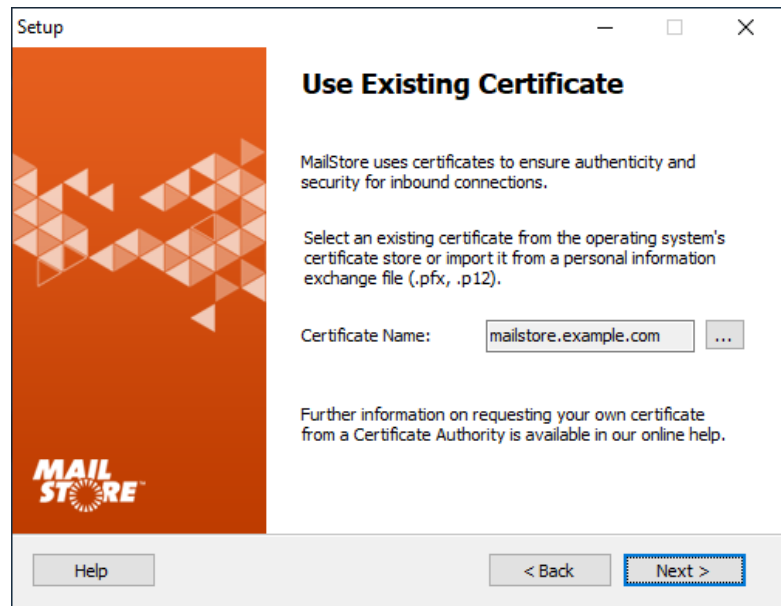 Setup
Use Existing Certificate
MailStore uses certificates to ensure authenticity and
security for inbound connections.
Select an existing certificate from the operating system's
certificate store or import it from a personal information
exchange file (.pfx, .p12).
Certificate Name: mailstore.example.com ...
Further information on requesting your own certificate
from a Certificate Authority is available in our online help.
MAIL
STORE™
Help < Back Next >